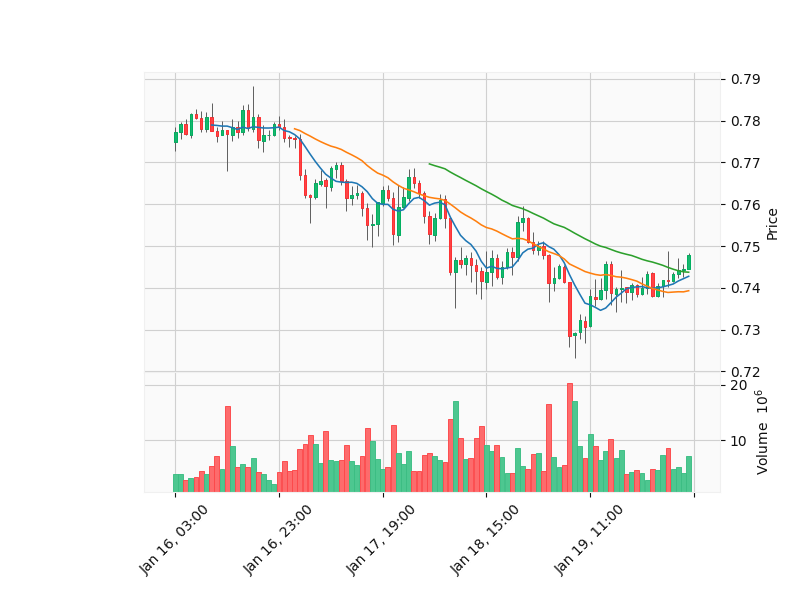 0.79
0.78
0.77
0.76
0.75
0.74
0.73
0.72
Price
20
10
Volume 10⁶
Jan 16, 03:00
Jan 16, 23:00
Jan 17, 19:00
Jan 18, 15:00
Jan 19, 11:00